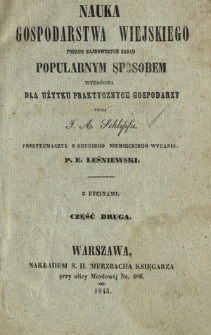 NAUKA
GOSPODARSTWA WIEJSKIEGO
PODŁUG NAJNOWSZYCH ZASAD
POPULARNYM SPOSOBEM
WYŁOŻONA
DLA UŻYTKU PRAKTYCZNYCH GOSPODARZY
PRZEZ
J. A. Schlipfa.
PRZETŁUMACZYŁ Z DRUGIEGO NIEMIECKIEGO WYDANIA,
P. E. LEŚNIEWSKI.
Z RYCINAMI.
CZĘŚĆ DRUGA.
WARSZAWA,
NAKŁADEM S. H. MERZBACHA KSIĘGARZA
przy ulicy Miodowéj Nr. 486.
1845.